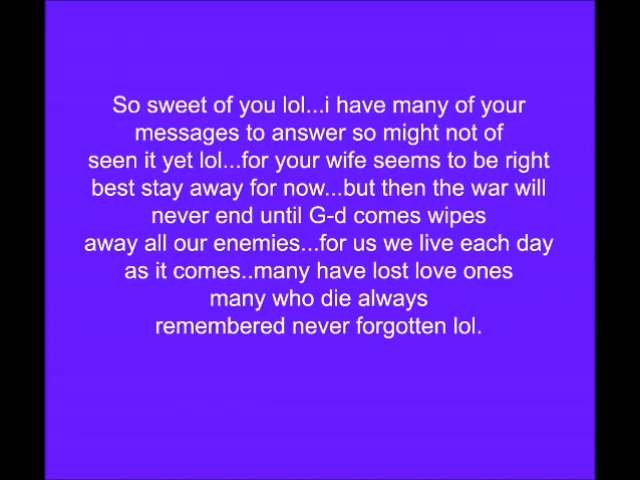 So sweet of you lol...i have many of your
messages to answer so might not of
seen it yet lol...for your wife seems to be right
best stay away for now...but then the war will
never end until G-d comes wipes
away all our enemies...for us we live each day
as it comes..many have lost love ones
many who die always
remembered never forgotten lol.